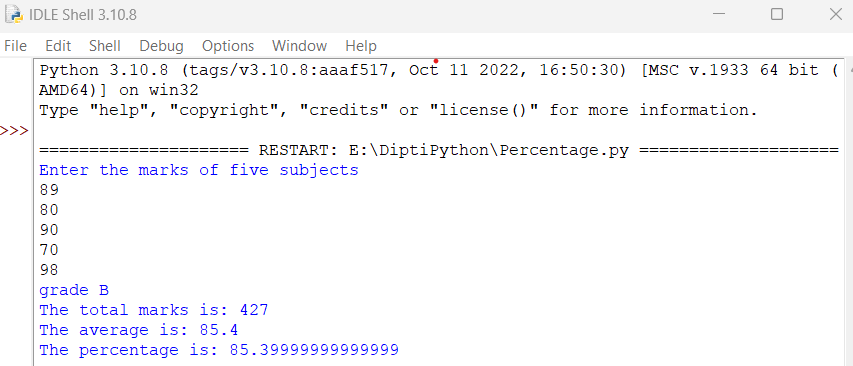 IDLE Shell 3.10.8
File Edit Shell Debug Options Window Help
Python 3.10.8 (tags/v3.10.8:aaaf517, Oct 11 2022, 16:50:30) [MSC v.1933 64 bit (
AMD64)] on win32
Type "help", "copyright", "credits" or "license()" for more information.
>>>
===================== RESTART: E:\DiptiPython\Percentage.py ====================
Enter the marks of five subjects
89
80
90
70
98
grade B
The total marks is: 427
The average is: 85.4
The percentage is: 85.39999999999999